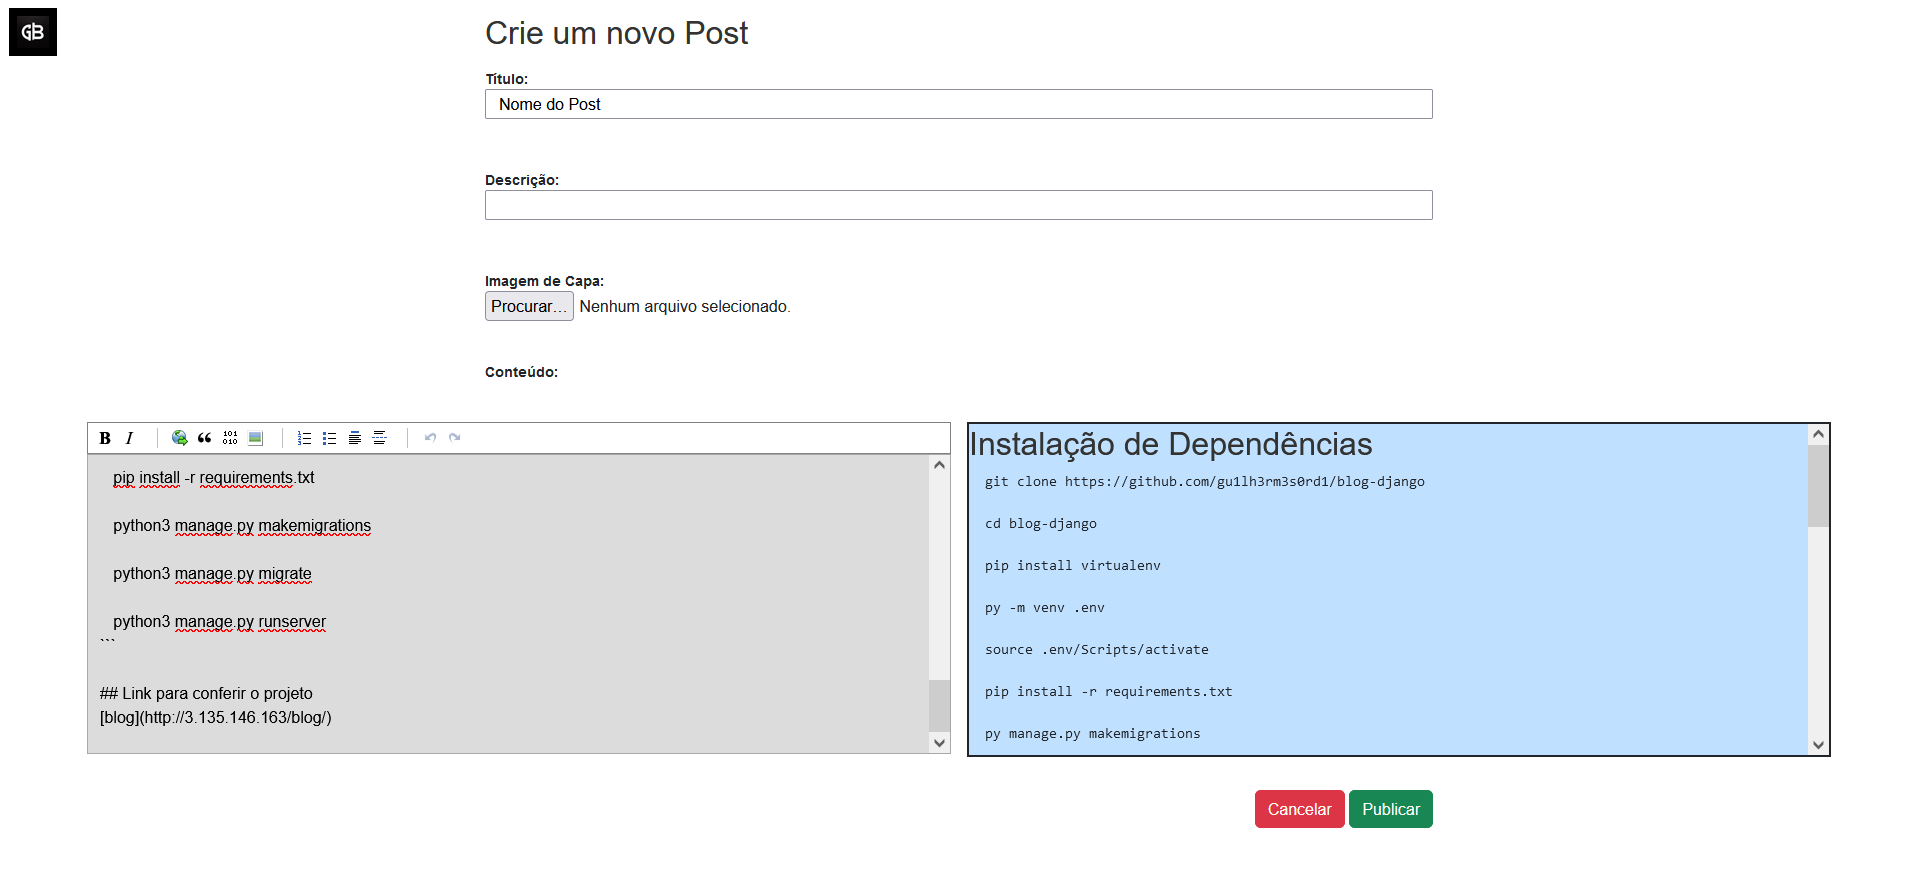 GB
Crie um novo Post
Título:
Nome do Post
Descrição:
Imagem de Capa:
Procurar... Nenhum arquivo selecionado.
Conteúdo:
B I
101
010
pip install -r requirements.txt
python3 manage.py makemigrations
python3 manage.py migrate
python3 manage.py runserver
```
## Link para conferir o projeto
[blog](http://3.135.146.163/blog/)
Instalação de Dependências
git clone https://github.com/gu1lh3rm3s0rd1/blog-django
cd blog-django
pip install virtualenv
py -m venv .env
source .env/Scripts/activate
pip install -r requirements.txt
py manage.py makemigrations
Cancelar Publicar